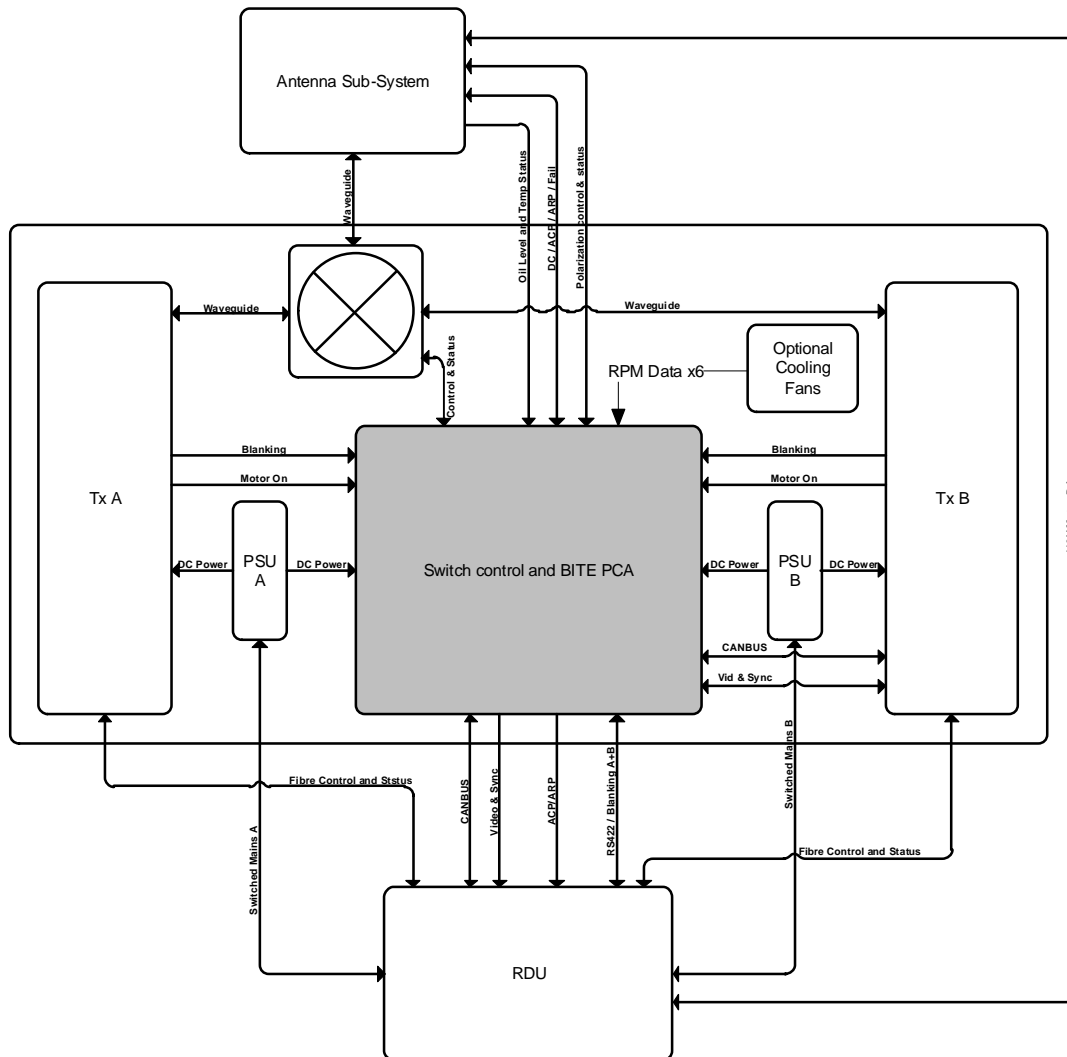 Antenna Sub-System
Waveguide
Oil Level and Temp Status
DC / ACP / ARP / Fail
Polarization control & status
Waveguide
Waveguide
Control & Status
RPM Data x6
Optional
Cooling
Fans
Tx A
Blanking
Motor On
PSU
A
DC Power
DC Power
Switch control and BITE PCA
Blanking
Motor On
DC Power
PSU
B
DC Power
Tx B
CANBUS
Vid & Sync
Fibre Control and Ststus
Switched Mains A
CANBUS
Video & Sync
ACP/ARP
RS422 / Blanking A+B
Switched Mains B
Fibre Control and Status
RDU